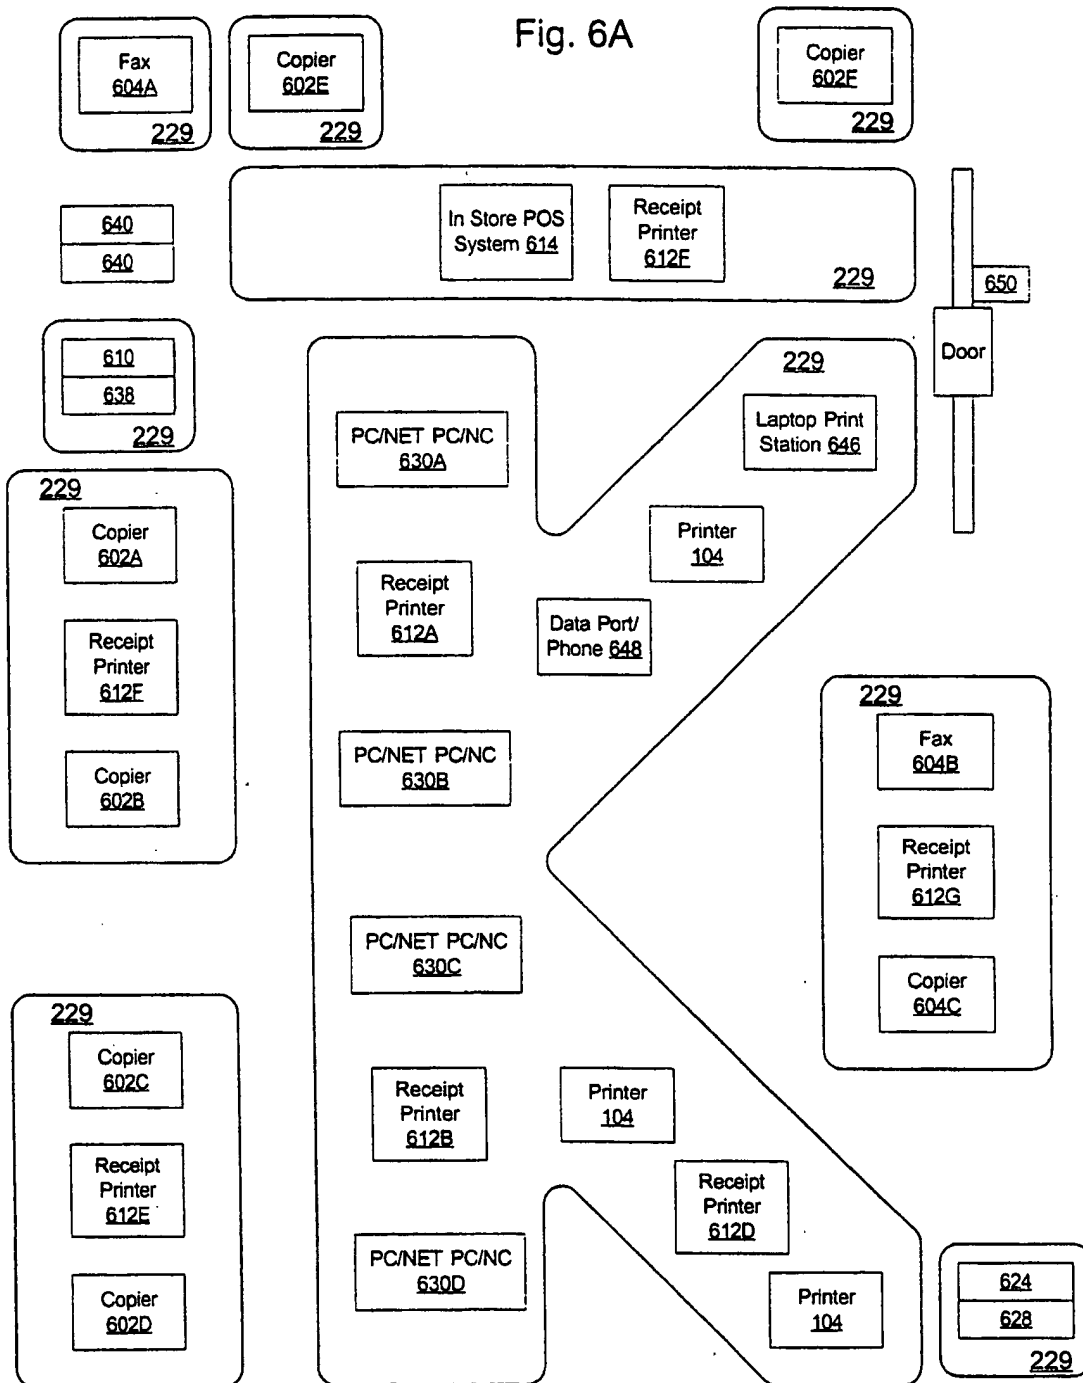 Fig. 6A
Fax
604A
229
Copier
602E
229
Copier
602F
229
640
640
In Store POS
System 614
Receipt
Printer
612F
229
650
Door
610
638
229
229
Copier
602A
Receipt
Printer
612F
Copier
602B
229
Copier
602C
Receipt
Printer
612E
Copier
602D
PC/NET PC/NC
630A
Receipt
Printer
612A
PC/NET PC/NC
630B
PC/NET PC/NC
630C
Receipt
Printer
612B
PC/NET PC/NC
630D
229
Laptop Print
Station 646
Printer
104
Data Port/
Phone 648
Printer
104
Receipt
Printer
612D
Printer
104
229
Fax
604B
Receipt
Printer
612G
Copier
604C
624
628
229